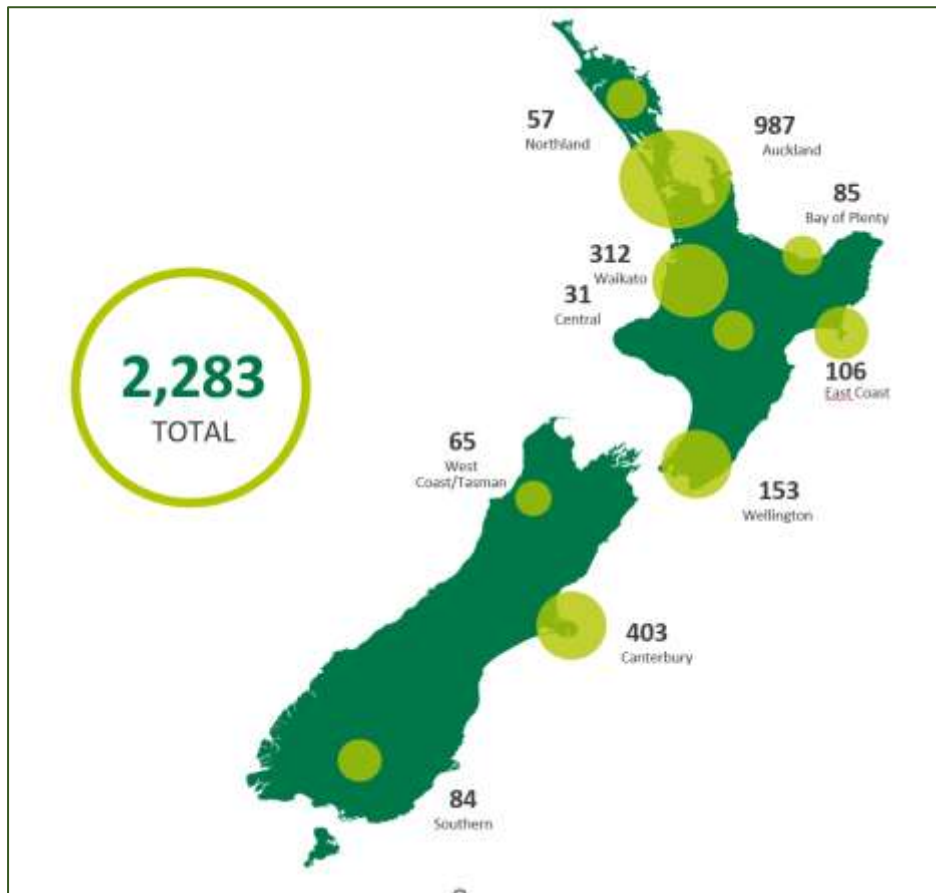 57
Northland
987
Auckland
85
Bay of Plenty
312
Waikato
31
Central
106
East Coast
2,283
TOTAL
65
West
Coast/Tasman
153
Wellington
403
Canterbury
84
Southern